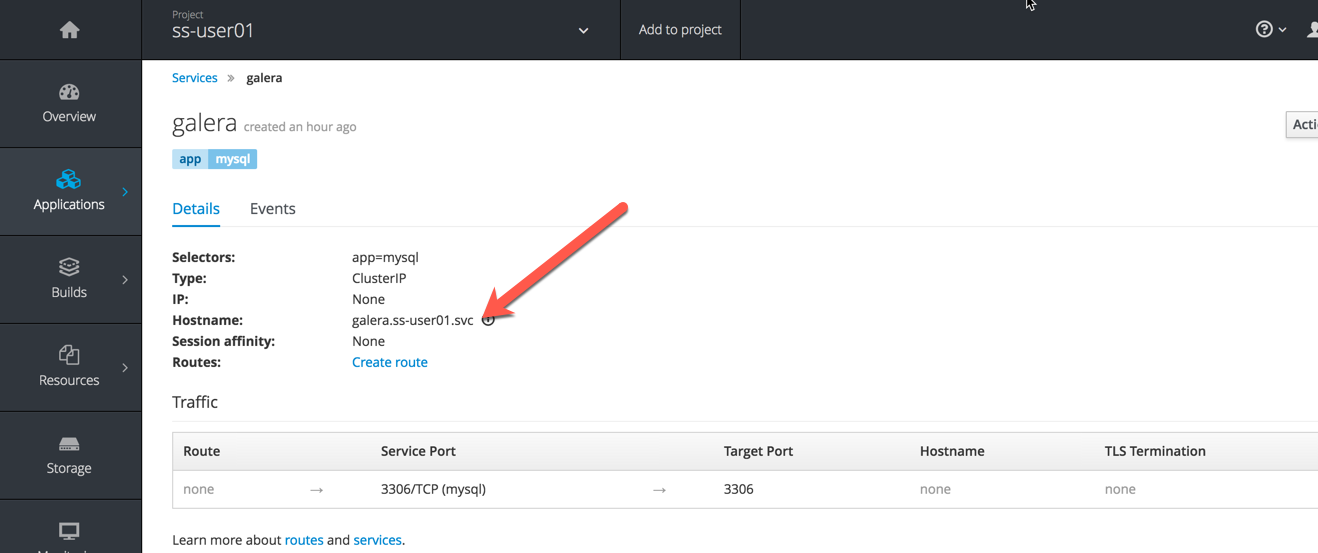 Project
ss-user01
Add to project
Overview
Applications
Builds
Resources
Storage
Services » galera
galera created an hour ago
app mysql
Details Events
Selectors: app=mysql
Type: ClusterIP
IP: None
Hostname: galera.ss-user01.svc
Session affinity: None
Routes: Create route
Traffic
Route Service Port Target Port Hostname TLS Termination
none → 3306/TCP (mysql) → 3306 none none
Learn more about routes and services.